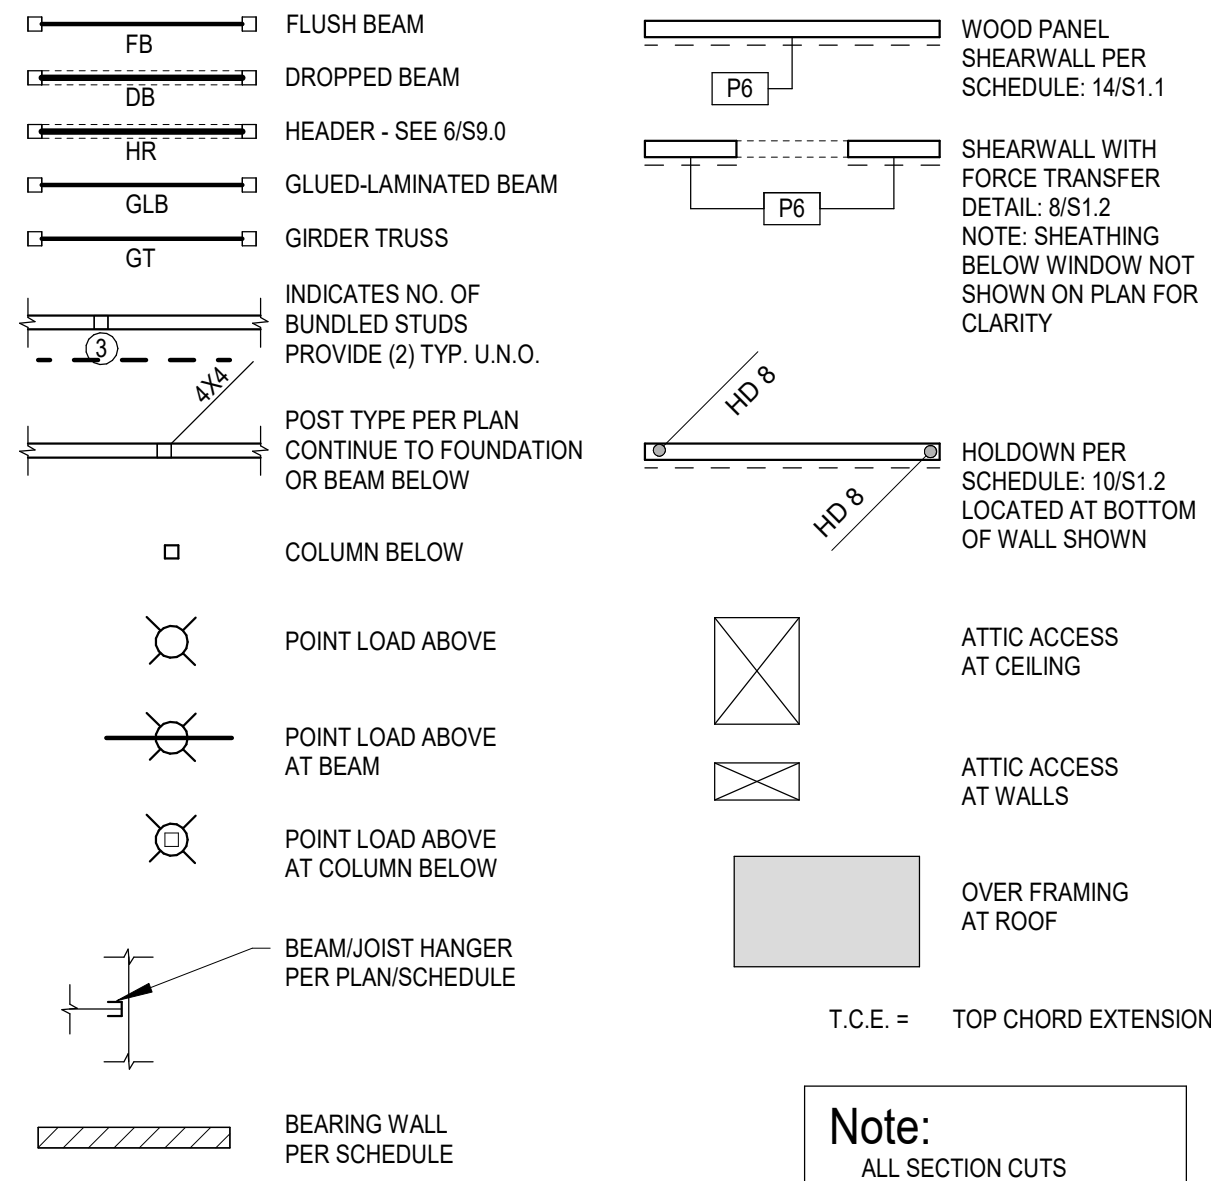 FB
FLUSH BEAM
DB
DROPPED BEAM
HR
HEADER - SEE 6/S9.0
GLB
GLUED-LAMINATED BEAM
GT
GIRDER TRUSS
3
INDICATES NO. OF
BUNDLED STUDS
PROVIDE (2) TYP. U.N.O.
4X4
POST TYPE PER PLAN
CONTINUE TO FOUNDATION
OR BEAM BELOW
COLUMN BELOW
POINT LOAD ABOVE
POINT LOAD ABOVE
AT BEAM
POINT LOAD ABOVE
AT COLUMN BELOW
BEAM/JOIST HANGER
PER PLAN/SCHEDULE
BEARING WALL
PER SCHEDULE
P6
WOOD PANEL
SHEARWALL PER
SCHEDULE: 14/S1.1
P6
SHEARWALL WITH
FORCE TRANSFER
DETAIL: 8/S1.2
NOTE: SHEATHING
BELOW WINDOW NOT
SHOWN ON PLAN FOR
CLARITY
HD 8
HD 8
HOLDOWN PER
SCHEDULE: 10/S1.2
LOCATED AT BOTTOM
OF WALL SHOWN
ATTIC ACCESS
AT CEILING
ATTIC ACCESS
AT WALLS
OVER FRAMING
AT ROOF
T.C.E. = TOP CHORD EXTENSION
Note:
ALL SECTION CUTS